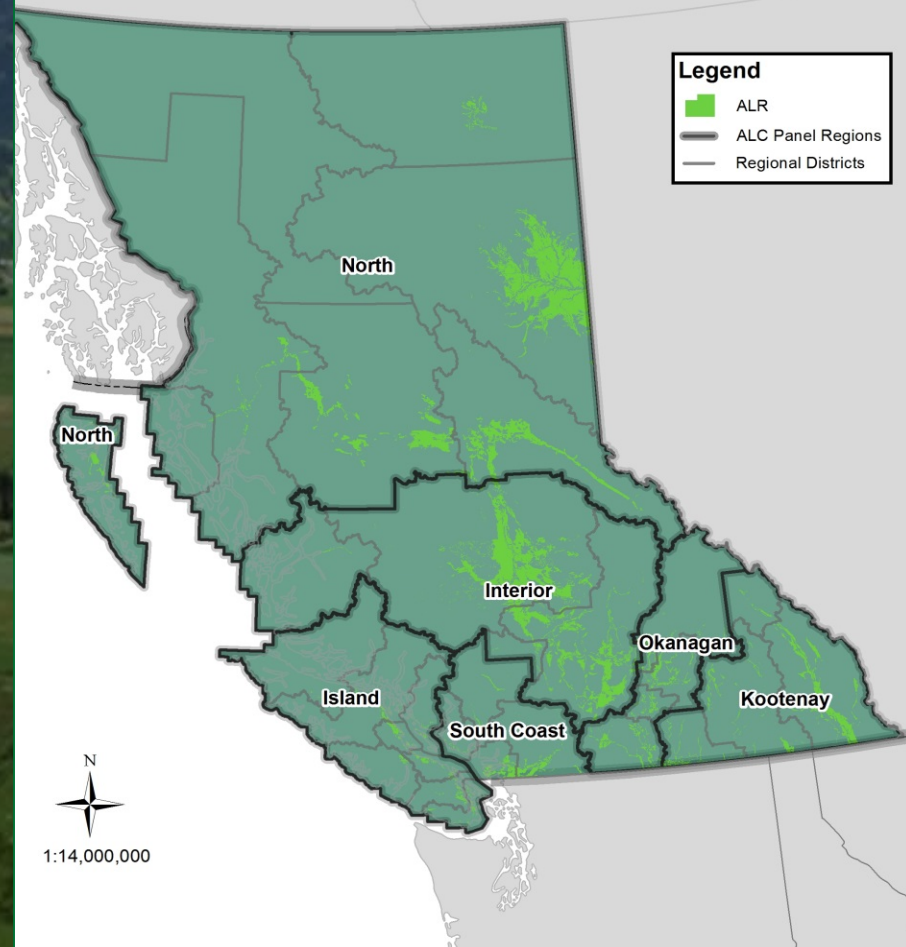 Legend
ALR
ALC Panel Regions
Regional Districts
North
North
Interior
Okanagan
Island
Kootenay
South Coast
N
1:14,000,000